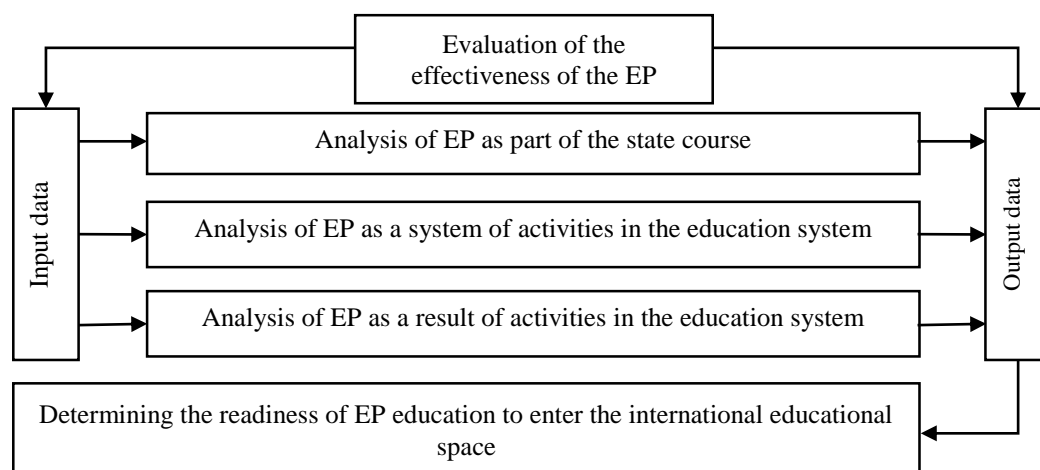 Evaluation of the
effectiveness of the EP
Input data
Analysis of EP as part of the state course
Analysis of EP as a system of activities in the education system
Analysis of EP as a result of activities in the education system
Output data
Determining the readiness of EP education to enter the international educational
space